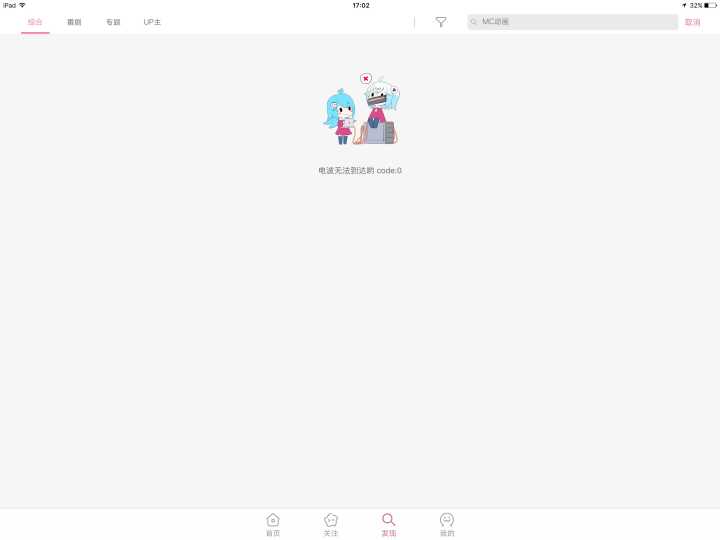 iPad
17:02
32%
综合
番剧
专题
UP主
MC动画
取消
电波无法到达哟 code:0
首页
关注
发现
我的